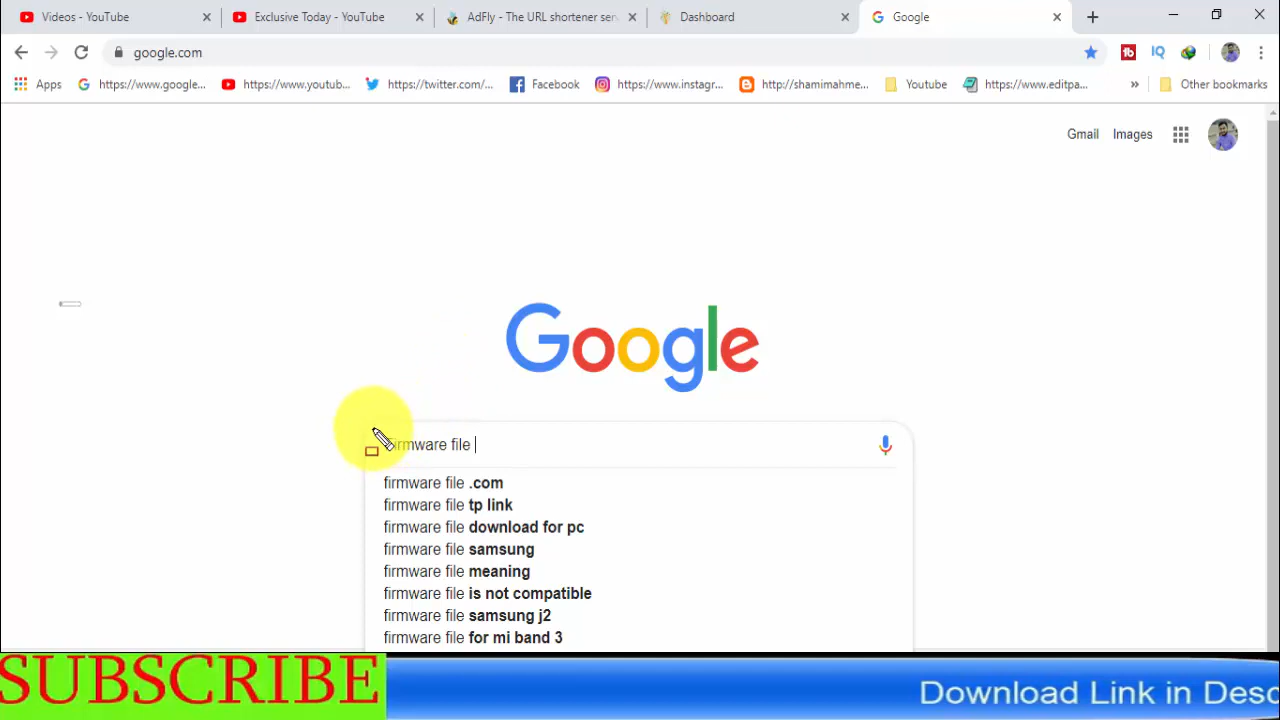 Videos - YouTube
Exclusive Today - YouTube
AdFly - The URL shortener ser
Dashboard
Google
google.com
Apps
https://www.google...
https://www.youtub...
https://twitter.com/...
Facebook
https://www.instagr...
http://shamimahme...
Youtube
https://www.editpa...
Other bookmarks
Gmail
Images
Google
firmware file
firmware file .com
firmware file tp link
firmware file download for pc
firmware file samsung
firmware file meaning
firmware file is not compatible
firmware file samsung j2
firmware file for mi band 3
SUBSCRIBE
Download Link in Desc